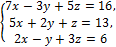 7x − 3y + 5z = 16,
5x + 2y + z = 13,
2x − y + 3z = 6